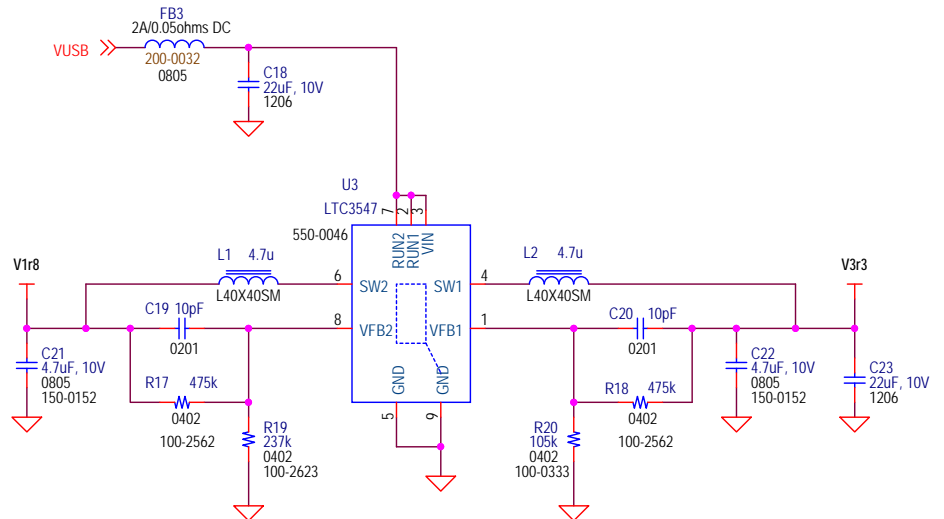 FB3
2A/0.05ohms DC
VUSB
200-0032
0805
C18
22uF, 10V
1206
U3
LTC3547
550-0046
7
2
3
RUN2
RUN1
VIN
V1r8
L1 4.7u
L40X40SM
6
SW2
SW1
4
L2 4.7u
L40X40SM
V3r3
C19 10pF
0201
8
VFB2
VFB1
1
C20 10pF
0201
C21
4.7uF, 10V
0805
150-0152
R17 475k
0402
100-2562
R19
237k
0402
100-2623
GND
GND
5
9
R18 475k
0402
100-2562
R20
105k
0402
100-0333
C22
4.7uF, 10V
0805
150-0152
C23
22uF, 10V
1206